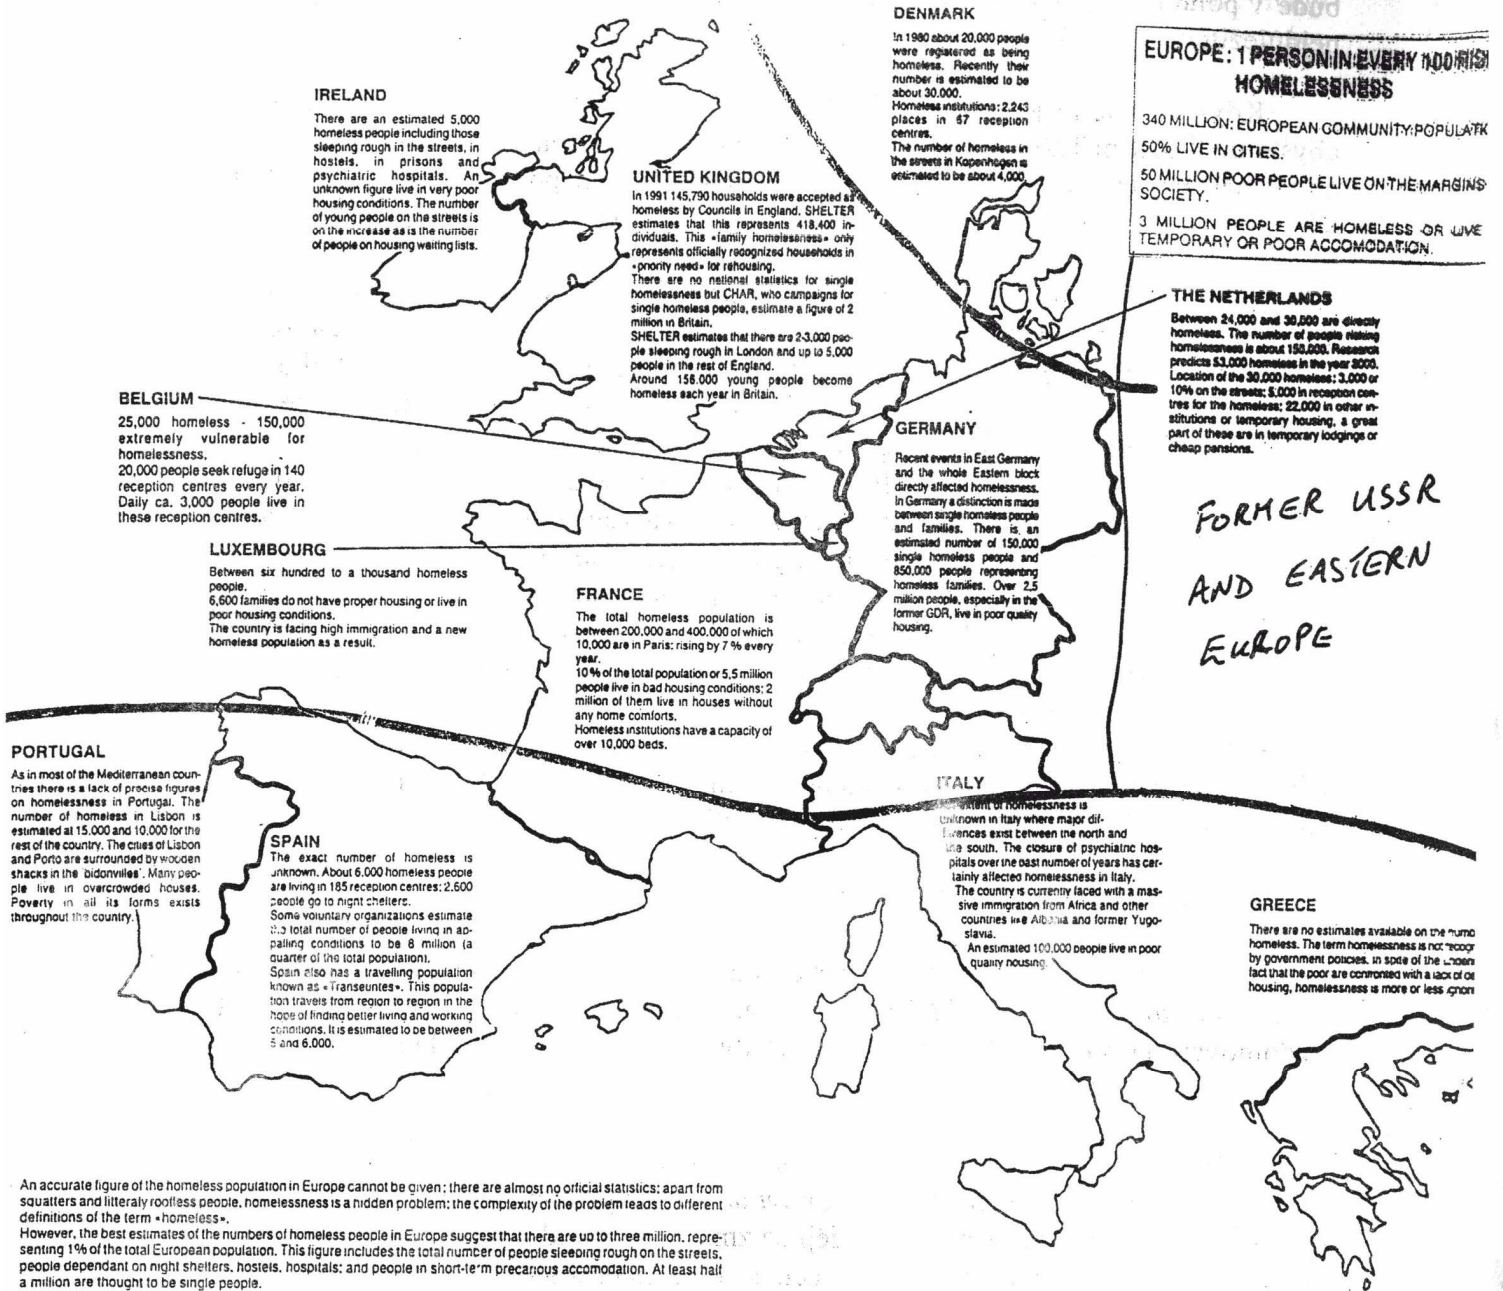 DENMARK
In 1980 about 20,000 people
were registered as being
homeless. Recently their
number is estimated to be
about 30.000.
Homeless institutions: 2,243
places in 67 reception
centres.
The number of homeless in
the streets in Kopenhagen is
estimated to be about 4,000.
EUROPE: 1 PERSON IN EVERY 100
HOMELESSNESS
340 MILLION: EUROPEAN COMMUNITY
50% LIVE IN CITIES.
50 MILLION POOR PEOPLE LIVE ON THE MARGINS
SOCIETY.
3 MILLION PEOPLE ARE HOMELESS OR LIVE
TEMPORARY OR POOR ACCOMODATION.
IRELAND
There are an estimated 5,000
homeless people including those
sleeping rough in the streets, in
hostels, in prisons and
psychiatric hospitals. An
unknown figure live in very poor
housing conditions. The number
of young people on the streets is
on the increase as is the number
of people on housing waiting lists.
UNITED KINGDOM
In 1991 145,790 households were accepted as
homeless by Councils in England. SHELTER
estimates that this represents 418,400 in-
dividuals. This «family homelessness» only
represents officially recognized households in
«priority need» for rehousing.
There are no national statistics for single
homelessness but CHAR, who campaigns for
single homeless people, estimate a figure of 2
million in Britain.
SHELTER estimates that there are 2-3,000 peo-
ple sleeping rough in London and up to 5,000
people in the rest of England.
Around 156.000 young people become
homeless each year in Britain.
THE NETHERLANDS
Between 24,000 and 30,000 are directly
homeless. The number of people risking
homelessness is about 150,000. Research
predicts 53,000 homeless in the year 2000.
Location of the 30,000 homeless: 3,000 or
10% on the streets; 5,000 in reception cen-
tres for the homeless; 22,000 in other in-
stitutions or temporary housing, a great
part of these are in temporary lodgings or
cheap pensions.
BELGIUM
25,000 homeless - 150,000
extremely vulnerable for
homelessness.
20,000 people seek refuge in 140
reception centres every year.
Daily ca. 3,000 people live in
these reception centres.
GERMANY
Recent events in East Germany
and the whole Eastern block
directly affected homelessness.
In Germany a distinction is made
between single homeless people
and families. There is an
estimated number of 150,000
single homeless people and
850,000 people representing
homeless families. Over 2,5
million people, especially in the
former GDR, live in poor quality
housing.
FORMER USSR
AND EASTERN
EUROPE
LUXEMBOURG
Between six hundred to a thousand homeless
people.
6,600 families do not have proper housing or live in
poor housing conditions.
The country is facing high immigration and a new
homeless population as a result.
FRANCE
The total homeless population is
between 200,000 and 400.000 of which
10,000 are in Paris: rising by 7 % every
year.
10% of the total population or 5,5 million
people live in bad housing conditions; 2
million of them live in houses without
any home comforts.
Homeless institutions have a capacity of
over 10,000 beds.
PORTUGAL
As in most of the Mediterranean coun-
tries there is a lack of precise figures
on homelessness in Portugal. The
number of homeless in Lisbon is
estimated at 15.000 and 10,000 for the
rest of the country. The cities of Lisbon
and Porto are surrounded by wooden
shacks in the 'bidonvilles'. Many peo-
ple live in overcrowded houses.
Poverty in all its forms exists
throughout the country.
SPAIN
The exact number of homeless is
unknown. About 6.000 homeless people
are living in 185 reception centres; 2.600
people go to night shelters.
Some voluntary organizations estimate
the total number of people living in ap-
palling conditions to be 8 million (a
quarter of the total population).
Spain also has a travelling population
known as «Transeuntes». This popula-
tion travels from region to region in the
hope of finding better living and working
conditions. It is estimated to be between
5 and 6.000.
ITALY
extent of homelessness is
unknown in Italy where major dif-
ferences exist between the north and
the south. The closure of psychiatric hos-
pitals over the past number of years has cer-
tainly affected homelessness in Italy.
The country is currently faced with a mas-
sive immigration from Africa and other
countries like Albania and former Yugo-
slavia.
An estimated 100,000 people live in poor
quality housing.
GREECE
There are no estimates available on the
homeless. The term homelessness is not
by government policies. In spite of the
fact that the poor are confronted with a lack of
housing, homelessness is more or less
An accurate figure of the homeless population in Europe cannot be given: there are almost no official statistics: apart from
squatters and litteraly roofless people, homelessness is a hidden problem; the complexity of the problem leads to different
definitions of the term «homeless».
However, the best estimates of the numbers of homeless people in Europe suggest that there are up to three million, repre-
senting 1% of the total European population. This figure includes the total number of people sleeping rough on the streets,
people dependant on night shelters, hostels, hospitals; and people in short-term precarious accomodation. At least half
a million are thought to be single people.